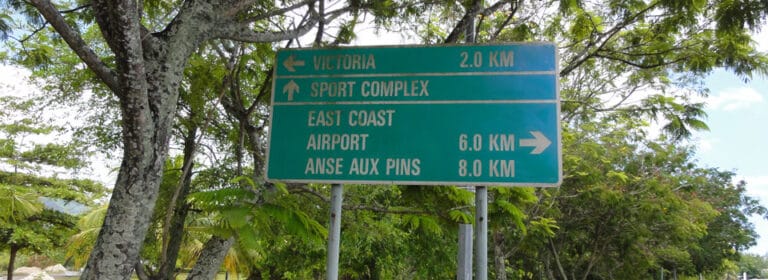 ← VICTORIA 2.0 KM
↑ SPORT COMPLEX
EAST COAST
AIRPORT 6.0 KM →
ANSE AUX PINS 8.0 KM